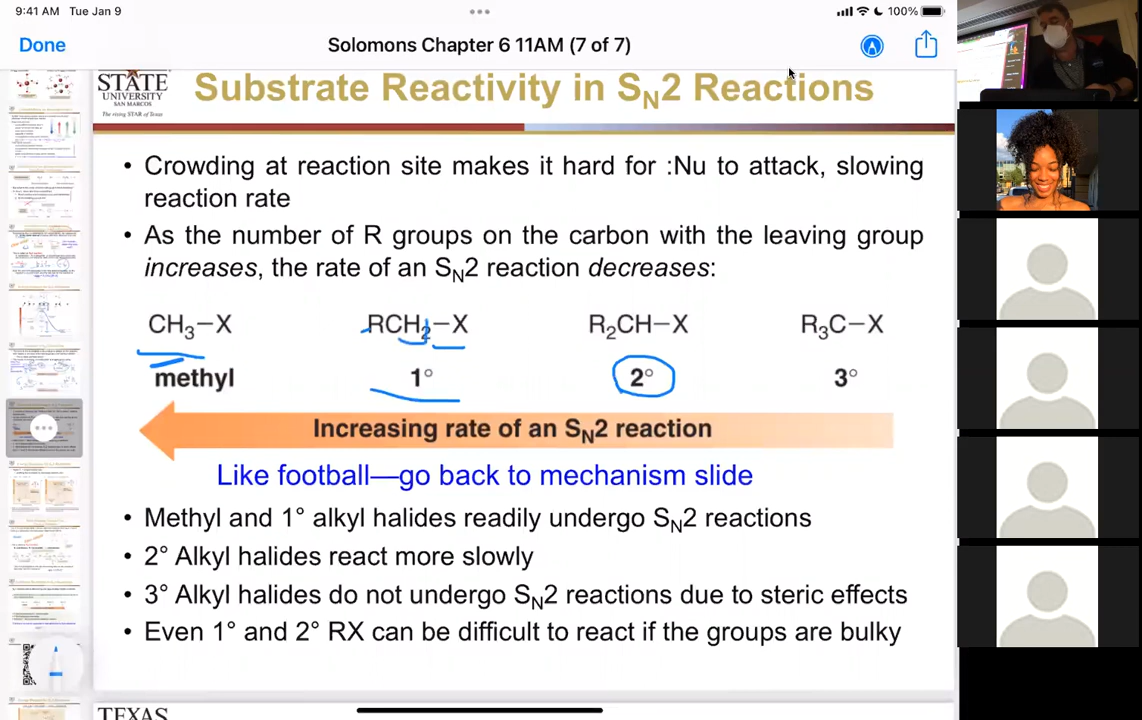 9:41 AM Tue Jan 9
100%
Done
Solomons Chapter 6 11AM (7 of 7)
STATE
UNIVERSITY
SAN MARCOS
The rising STAR of Texas
Substrate Reactivity in SN2 Reactions
• Crowding at reaction site makes it hard for :Nu to attack, slowing
reaction rate
• As the number of R groups on the carbon with the leaving group
increases, the rate of an SN2 reaction decreases:
CH3–X RCH2–X R2CH–X R3C–X
methyl 1° 2° 3°
Increasing rate of an SN2 reaction
Like football—go back to mechanism slide
• Methyl and 1° alkyl halides readily undergo SN2 reactions
• 2° Alkyl halides react more slowly
• 3° Alkyl halides do not undergo SN2 reactions due to steric effects
• Even 1° and 2° RX can be difficult to react if the groups are bulky
TEXAS